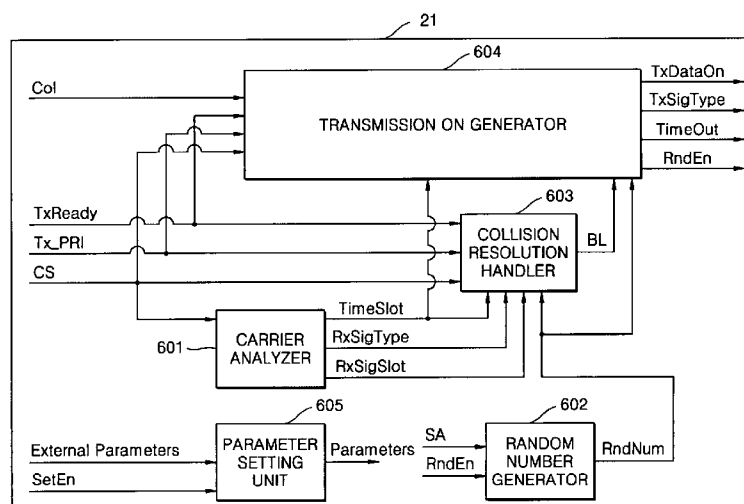 21
604
Col
TRANSMISSION ON GENERATOR
TxDataOn
TxSigType
TimeOut
RndEn
TxReady
Tx_PRI
CS
603
COLLISION
RESOLUTION
HANDLER
BL
TimeSlot
RxSigType
RxSigSlot
601
CARRIER
ANALYZER
605
External Parameters
SetEn
PARAMETER
SETTING
UNIT
Parameters
602
SA
RndEn
RANDOM
NUMBER
GENERATOR
RndNum